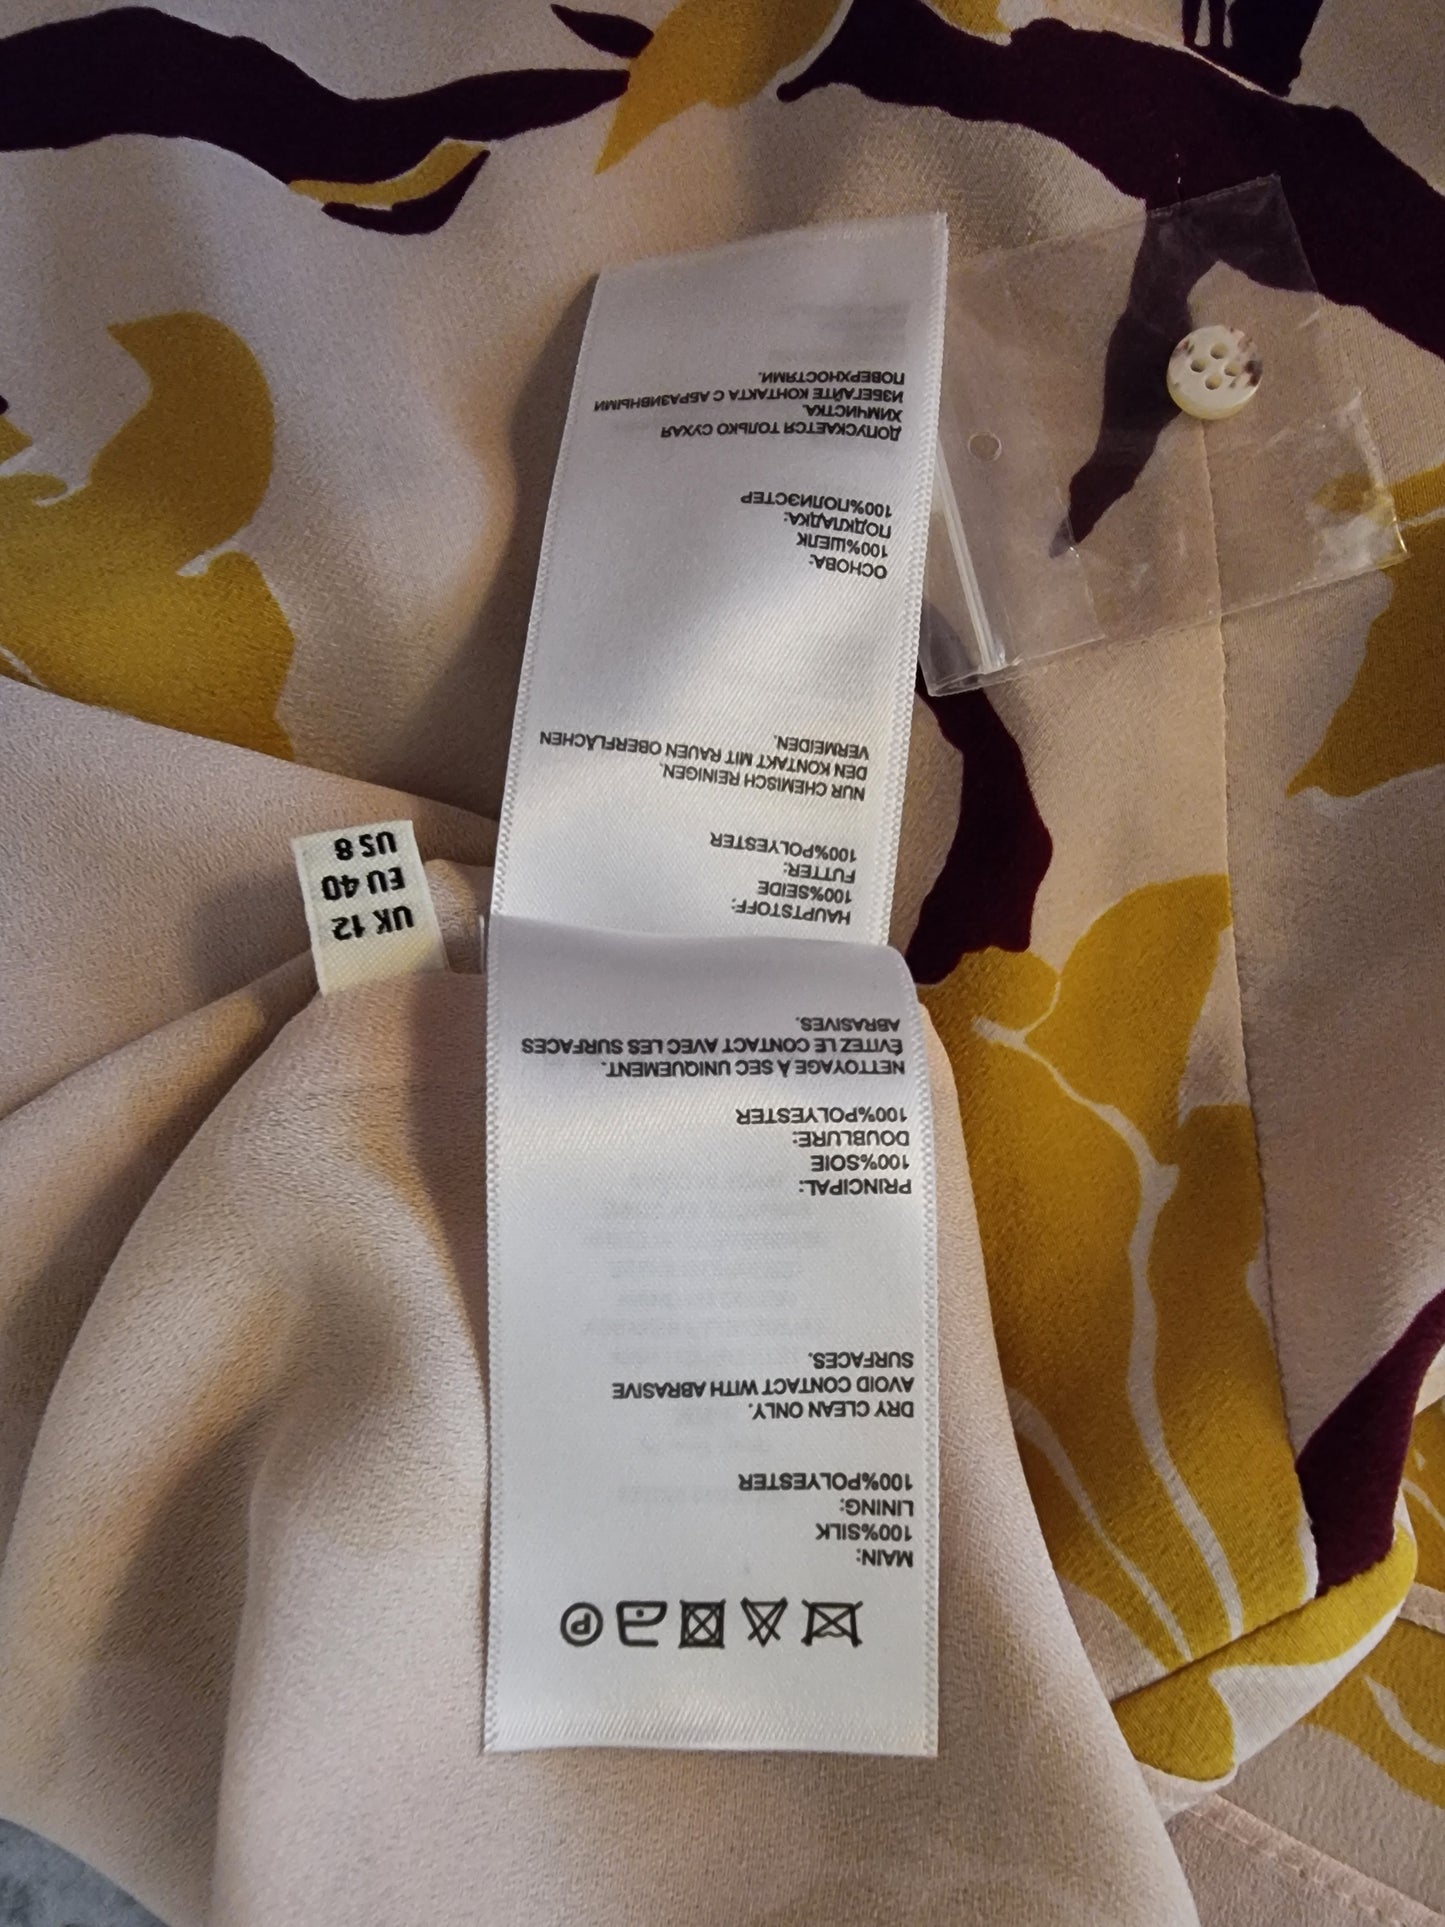 MAIN:
100%SILK
LINING:
100%POLYESTER
DRY CLEAN ONLY.
AVOID CONTACT WITH ABRASIVE
SURFACES.
PRINCIPAL:
100%SOIE
DOUBLURE:
100%POLYESTER
NETTOYAGE À SEC UNIQUEMENT.
ÉVITEZ LE CONTACT AVEC LES SURFACES
ABRASIVES.
HAUPTSTOFF:
100%SEIDE
FUTTER:
100%POLYESTER
NUR CHEMISCH REINIGEN.
DEN KONTAKT MIT RAUEN OBERFLÄCHEN
VERMEIDEN.
ОСНОВА:
100%ШЕЛК
ПОДКЛАДКА:
100%ПОЛИЭСТЕР
ДОПУСКАЕТСЯ ТОЛЬКО СУХАЯ
ХИМЧИСТКА.
ИЗБЕГАЙТЕ КОНТАКТА С АБРАЗИВНЫМИ
ПОВЕРХНОСТЯМИ.
UK 12
EU 40
US 8
P